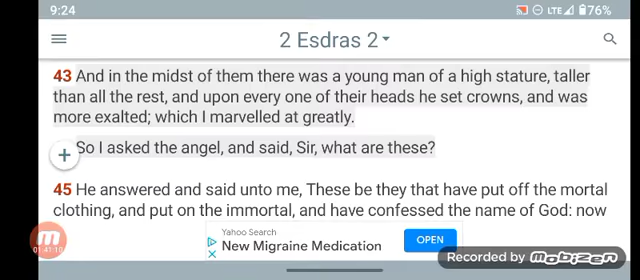 9:24
LTE 76%
2 Esdras 2
43 And in the midst of them there was a young man of a high stature, taller
than all the rest, and upon every one of their heads he set crowns, and was
more exalted; which I marvelled at greatly.
So I asked the angel, and said, Sir, what are these?
45 He answered and said unto me, These be they that have put off the mortal
clothing, and put on the immortal, and have confessed the name of God: now
01:41:10
Yahoo Search
New Migraine Medication
OPEN
Recorded by mobizen